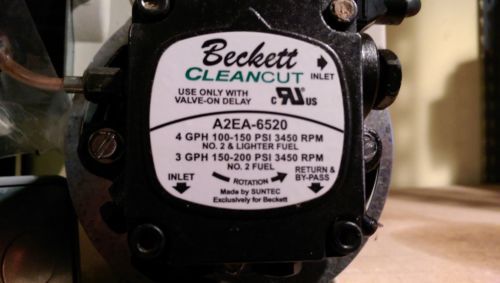 Beckett
CLEANCUT
INLET
USE ONLY WITH
VALVE-ON DELAY
C RU US
A2EA-6520
4 GPH 100-150 PSI 3450 RPM
NO. 2 & LIGHTER FUEL
3 GPH 150-200 PSI 3450 RPM
NO. 2 FUEL
INLET
ROTATION
RETURN &
BY-PASS
Made by SUNTEC
Exclusively for Beckett